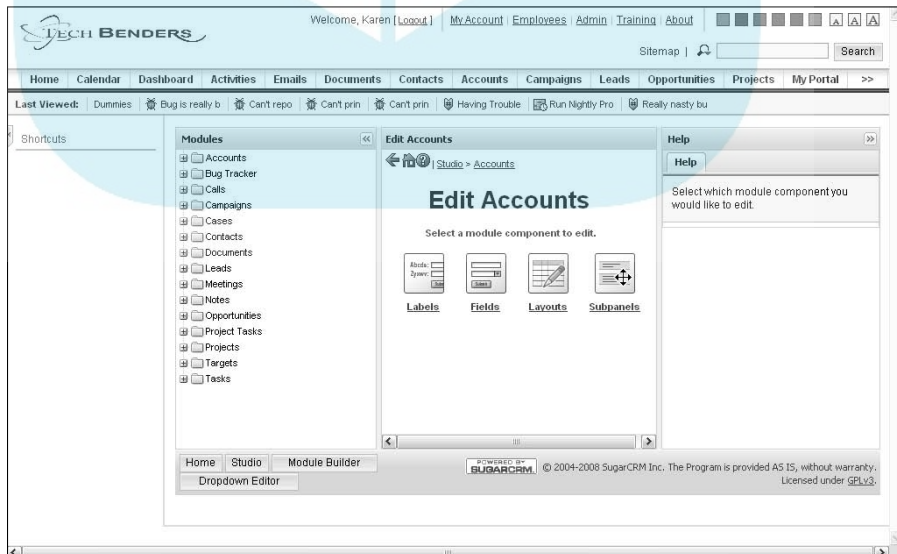 TECH BENDERS
Welcome, Karen [ Logout ] My Account Employees Admin Training About A A A
Sitemap | Search
Home Calendar Dashboard Activities Emails Documents Contacts Accounts Campaigns Leads Opportunities Projects My Portal >>
Last Viewed: Dummies Bug is really b Can't repo Can't prin Can't prin Having Trouble Run Nightly Pro Really nasty bu
Shortcuts
Modules
Accounts
Bug Tracker
Calls
Campaigns
Cases
Contacts
Documents
Leads
Meetings
Notes
Opportunities
Project Tasks
Projects
Targets
Tasks
Edit Accounts
| Studio > Accounts
Edit Accounts
Select a module component to edit.
Labels Fields Layouts Subpanels
Help
Help
Select which module component you
would like to edit.
Home Studio Module Builder
Dropdown Editor
POWERED BY
SUGARCRM. © 2004-2008 SugarCRM Inc. The Program is provided AS IS, without warranty.
Licensed under GPLv3.